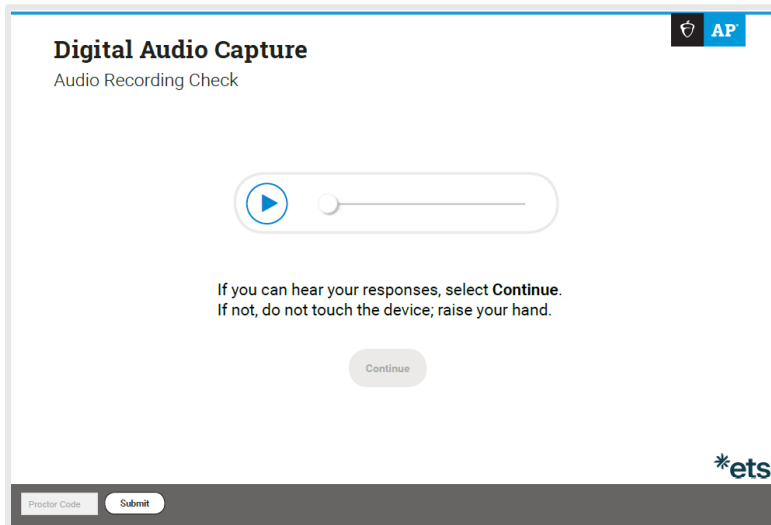 Digital Audio Capture
AP
Audio Recording Check
If you can hear your responses, select Continue.
If not, do not touch the device; raise your hand.
Continue
*ets
Proctor Code
Submit